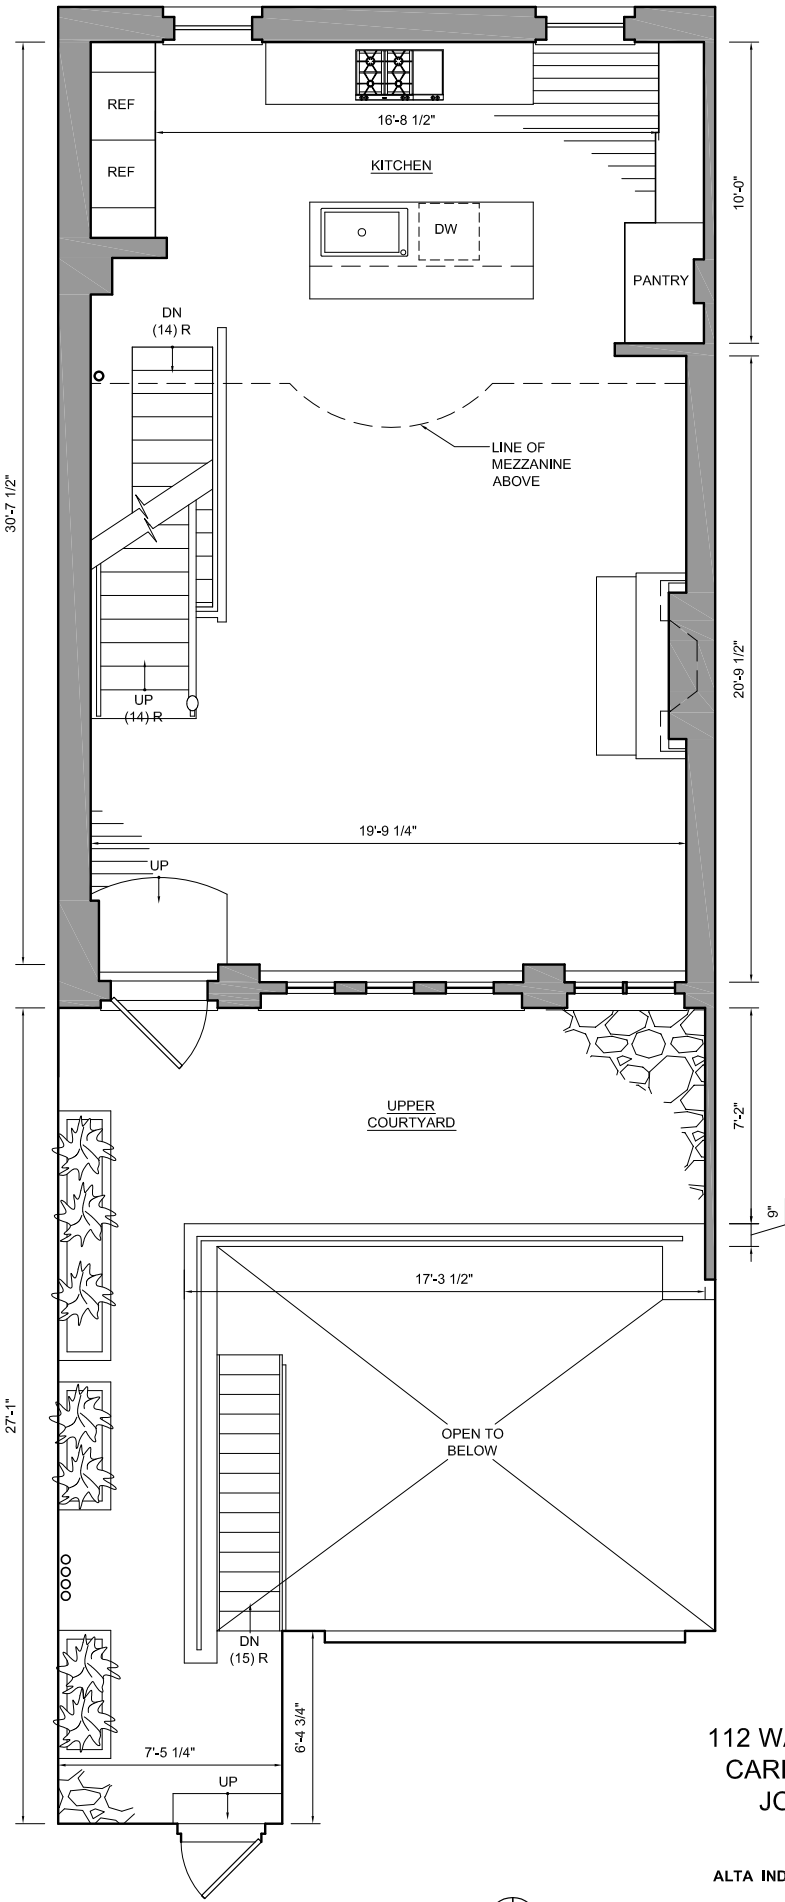 REF
16'-8 1/2"
KITCHEN
REF
10'-0"
DW
PANTRY
DN
(14) R
LINE OF
MEZZANINE
ABOVE
30'-7 1/2"
20'-9 1/2"
UP
(14) R
19'-9 1/4"
UP
UPPER
COURTYARD
7'-2"
9"
17'-3 1/2"
27'-1"
OPEN TO
BELOW
DN
(15) R
6'-4 3/4"
7'-5 1/4"
UP
112
JO
ALTA